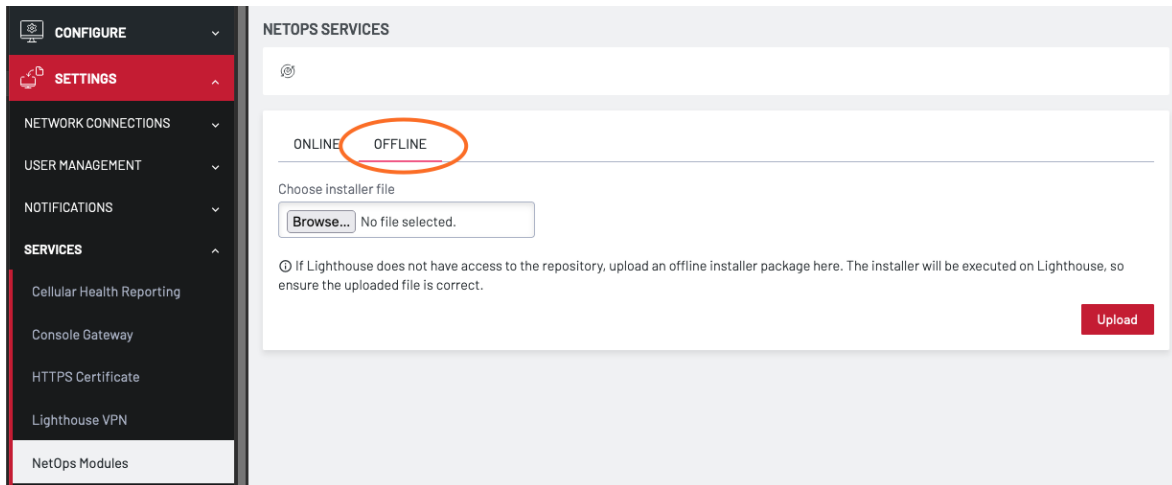 CONFIGURE
SETTINGS
NETWORK CONNECTIONS
USER MANAGEMENT
NOTIFICATIONS
SERVICES
Cellular Health Reporting
Console Gateway
HTTPS Certificate
Lighthouse VPN
NetOps Modules
NETOPS SERVICES
ONLINE OFFLINE
Choose installer file
Browse... No file selected.
If Lighthouse does not have access to the repository, upload an offline installer package here. The installer will be executed on Lighthouse, so
ensure the uploaded file is correct.
Upload